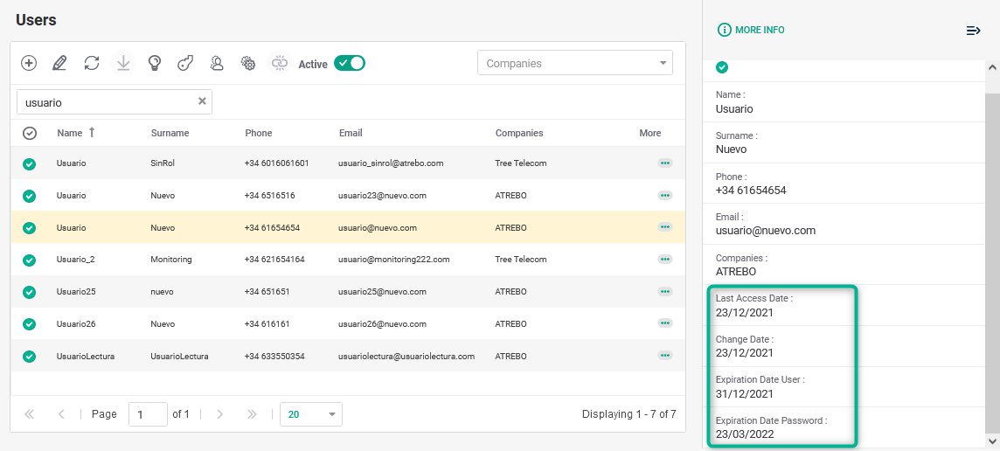 Users
MORE INFO
Active
Companies
usuario
Name Surname Phone Email Companies More
Usuario SinRol +34 6016061601 usuario_sinrol@atrebo.com Tree Telecom
Usuario Nuevo +34 6516516 usuario23@nuevo.com ATREBO
Usuario Nuevo +34 61654654 usuario@nuevo.com ATREBO
Usuario_2 Monitoring +34 621654164 usuario@monitoring222.com Tree Telecom
Usuario25 nuevo +34 651651 usuario25@nuevo.com ATREBO
Usuario26 Nuevo +34 616161 usuario26@nuevo.com ATREBO
UsuarioLectura UsuarioLectura +34 633550354 usuariolectura@usuariolectura.com ATREBO
Page 1 of 1 20 Displaying 1 - 7 of 7
Name :
Usuario
Surname :
Nuevo
Phone :
+34 61654654
Email :
usuario@nuevo.com
Companies :
ATREBO
Last Access Date :
23/12/2021
Change Date :
23/12/2021
Expiration Date User :
31/12/2021
Expiration Date Password :
23/03/2022